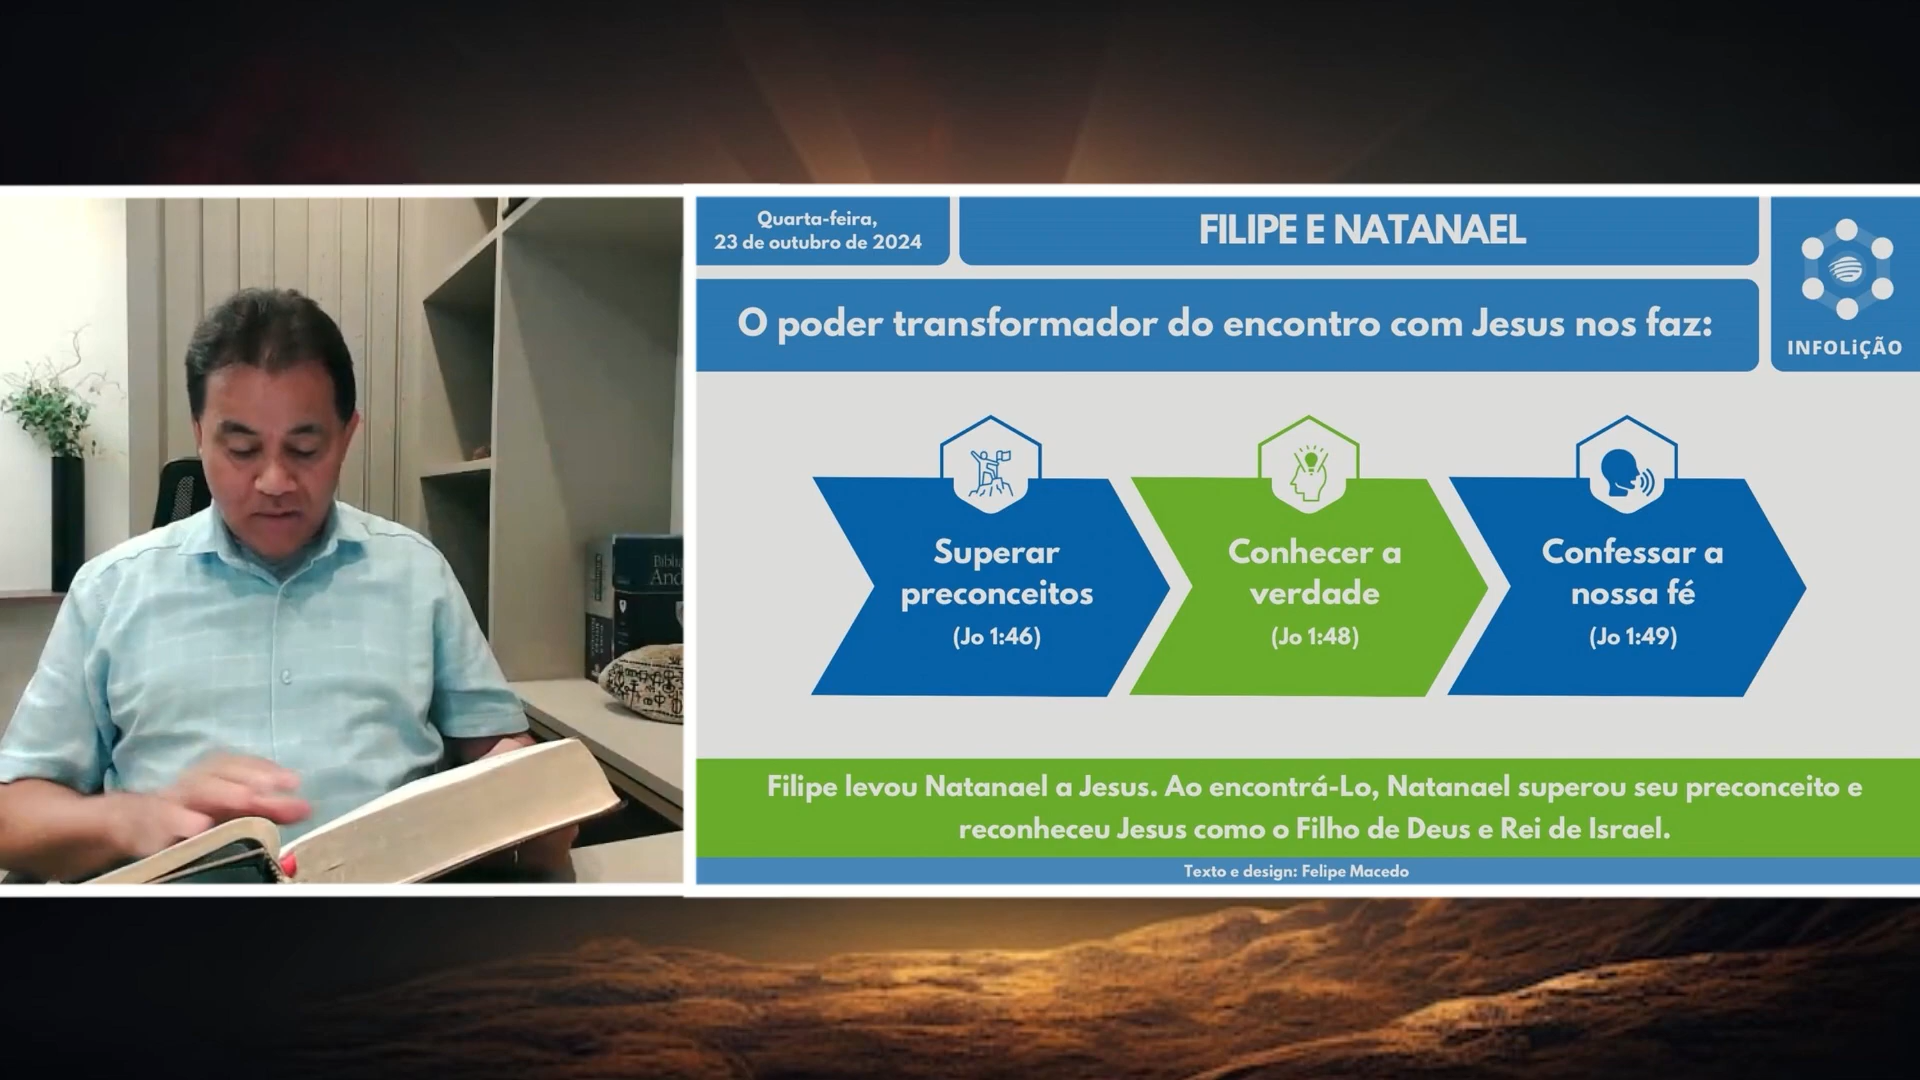 Quarta-feira,
23 de outubro de 2024
FILIPE E NATANAEL
O poder transformador do encontro com Jesus nos faz:
INFOLiÇÃO
Superar
preconceitos
(Jo 1:46)
Conhecer a
verdade
(Jo 1:48)
Confessar a
nossa fé
(Jo 1:49)
Filipe levou Natanael a Jesus. Ao encontrá-Lo, Natanael superou seu preconceito e
reconheceu Jesus como o Filho de Deus e Rei de Israel.
Texto e design: Felipe Macedo